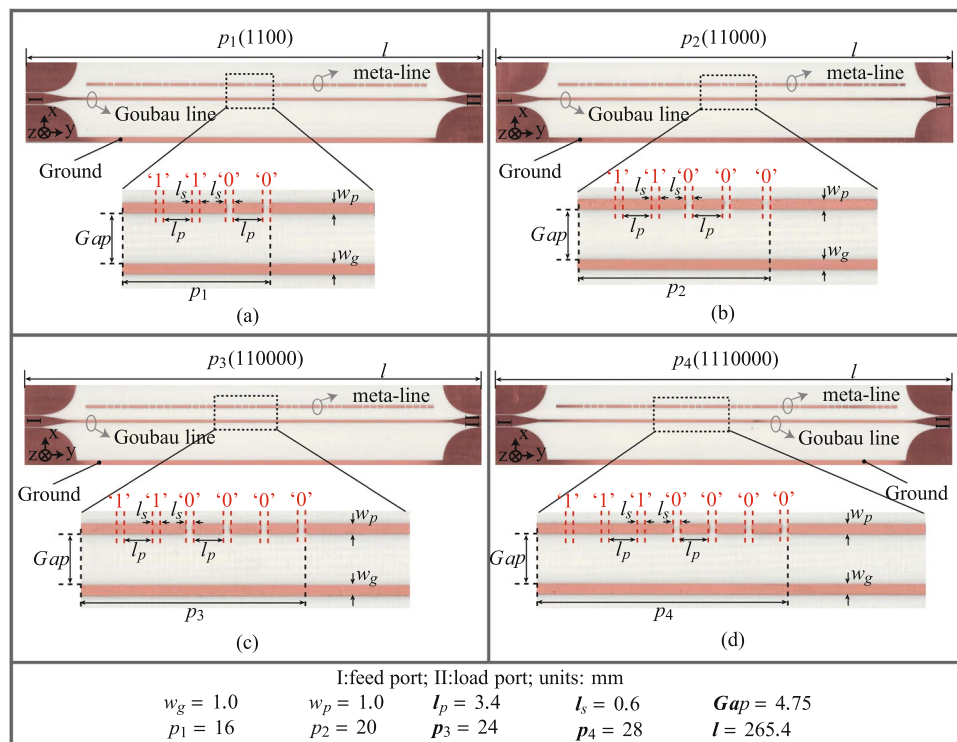 p1(1100)
l
meta-line
Goubau line
I
II
x
z y
Ground
‘1’ ‘1’ ‘0’ ‘0’
ls ls
wp
lp lp
Gap
wg
p1
(a)
p2(11000)
l
meta-line
Goubau line
I
II
x
z y
Ground
‘1’ ‘1’ ‘0’ ‘0’ ‘0’
ls ls
wp
lp lp
Gap
wg
p2
(b)
p3(110000)
l
meta-line
Goubau line
I
II
x
z y
Ground
‘1’ ‘1’ ‘0’ ‘0’ ‘0’ ‘0’
ls ls
wp
lp lp
Gap
wg
p3
(c)
p4(1110000)
l
meta-line
Goubau line
I
II
x
z y
Ground
‘1’ ‘1’ ‘1’ ‘0’ ‘0’ ‘0’ ‘0’
ls ls
wp
lp lp
Gap
wg
p4
(d)
I:feed port; II:load port; units: mm
wg = 1.0 wp = 1.0 lp = 3.4 ls = 0.6 Gap = 4.75
p1 = 16 p2 = 20 p3 = 24 p4 = 28 l = 265.4